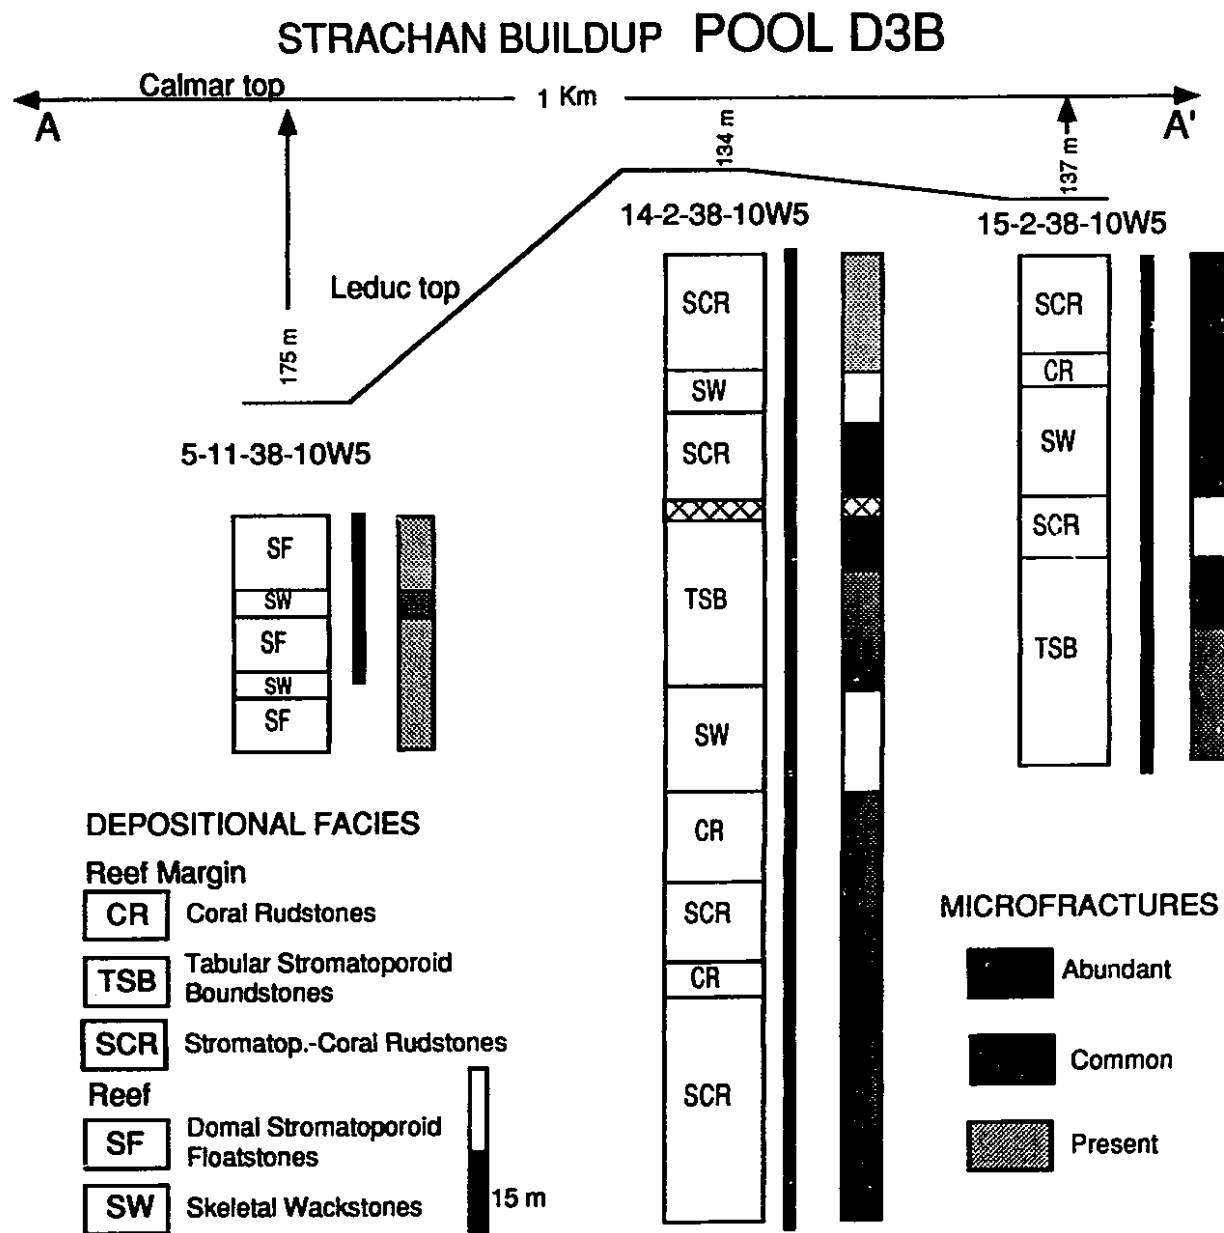 STRACHAN BUILDUP POOL D3B
Calmar top
1 Km
A
A'
175 m
134 m
137 m
Leduc top
5-11-38-10W5
14-2-38-10W5
15-2-38-10W5
SF
SW
SF
SW
SF
SCR
SW
SCR
TSB
SW
CR
SCR
CR
SCR
SCR
CR
SW
SCR
TSB
DEPOSITIONAL FACIES
Reef Margin
CR Coral Rudstones
TSB Tabular Stromatoporoid
Boundstones
SCR Stromatop.-Coral Rudstones
Reef
SF Domal Stromatoporoid
Floatstones
SW Skeletal Wackstones
15 m
MICROFRACTURES
Abundant
Common
Present